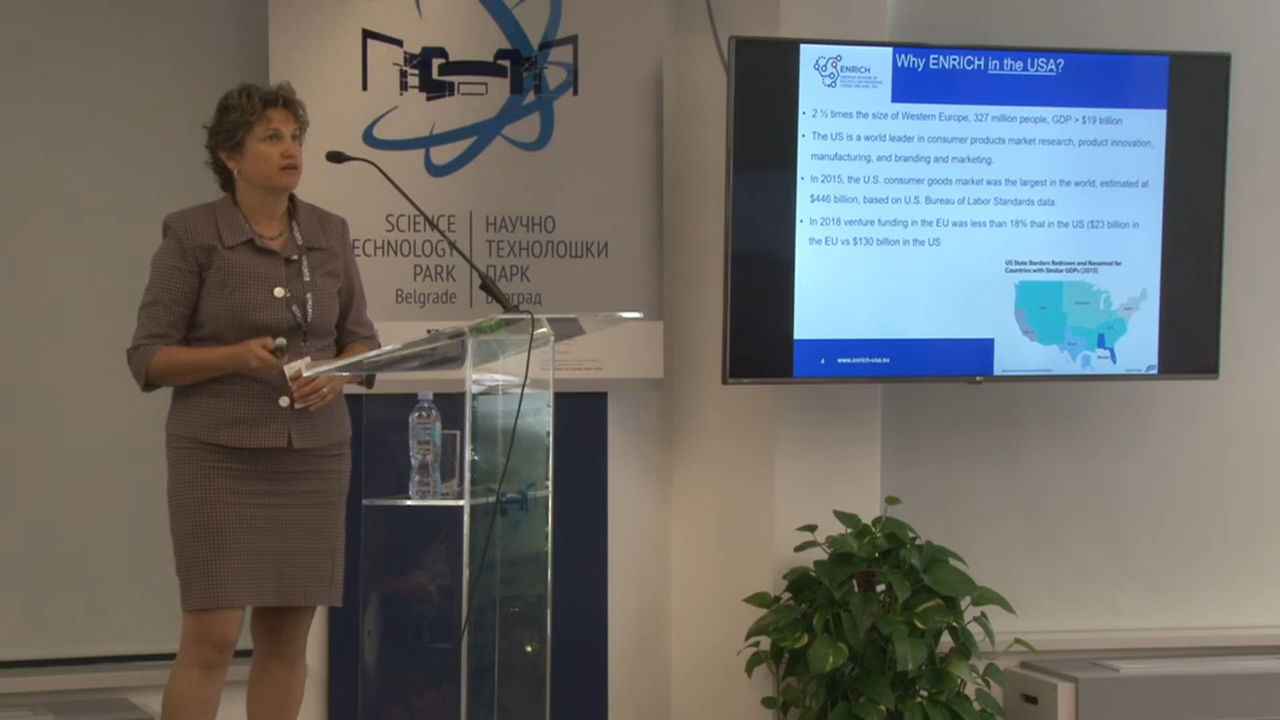 SCIENCE
TECHNOLOGY
PARK
Belgrade
НАУЧНО
ТЕХНОЛОШКИ
ПАРК
Београд
ENRICH
Why ENRICH in the USA?
• 2 ½ times the size of Western Europe, 327 million people, GDP > $19 trillion
• The US is a world leader in consumer products market research, product innovation,
manufacturing, and branding and marketing.
• In 2015, the U.S. consumer goods market was the largest in the world, estimated at
$446 billion, based on U.S. Bureau of Labor Standards data.
• In 2018 venture funding in the EU was less than 18% that in the US ($23 billion in
the EU vs $130 billion in the US
US State Borders Redrawn and Renamed for
Countries with Similar GDPs (2015)
4 www.enrich-usa.eu